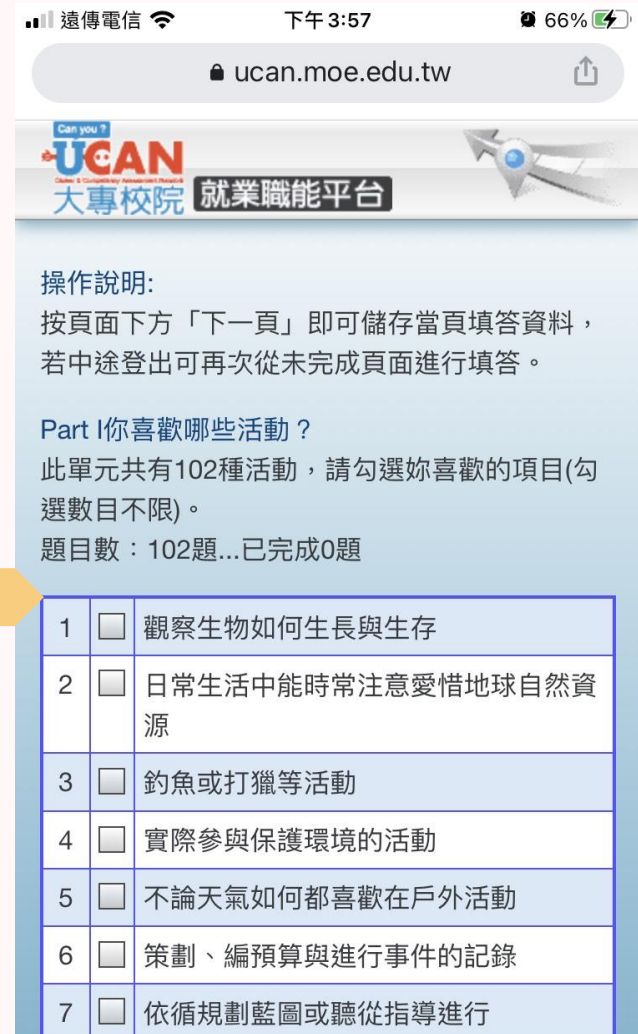 遠傳電信
下午3:57
66%
ucan.moe.edu.tw
Can you ?
UCAN
大專校院 就業職能平台
操作說明:
按頁面下方「下一頁」即可儲存當頁填答資料，
若中途登出可再次從未完成頁面進行填答。
Part I你喜歡哪些活動？
此單元共有102種活動，請勾選妳喜歡的項目(勾
選數目不限)。
題目數：102題...已完成0題
1 觀察生物如何生長與生存
2 日常生活中能時常注意愛惜地球自然資
源
3 釣魚或打獵等活動
4 實際參與保護環境的活動
5 不論天氣如何都喜歡在戶外活動
6 策劃、編預算與進行事件的記錄
7 依循規劃藍圖或聽從指導進行